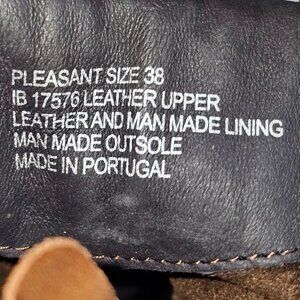 PLEASANT SIZE 38
IB 17576 LEATHER UPPER
LEATHER AND MAN MADE LINING
MAN MADE OUTSOLE
MADE IN PORTUGAL